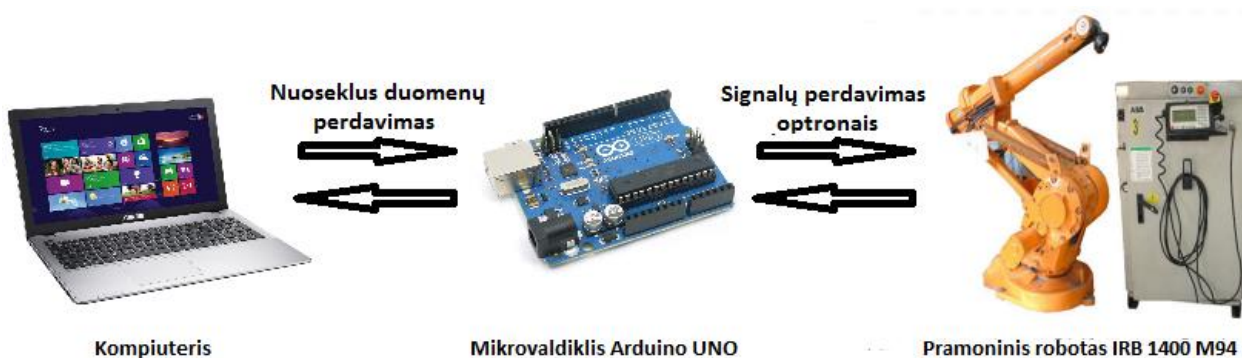 Nuoseklus duomenų
perdavimas
Signalų perdavimas
optronais
Kompiuteris
Mikrovaldiklis Arduino UNO
Pramoninis robotas IRB 1400 M94